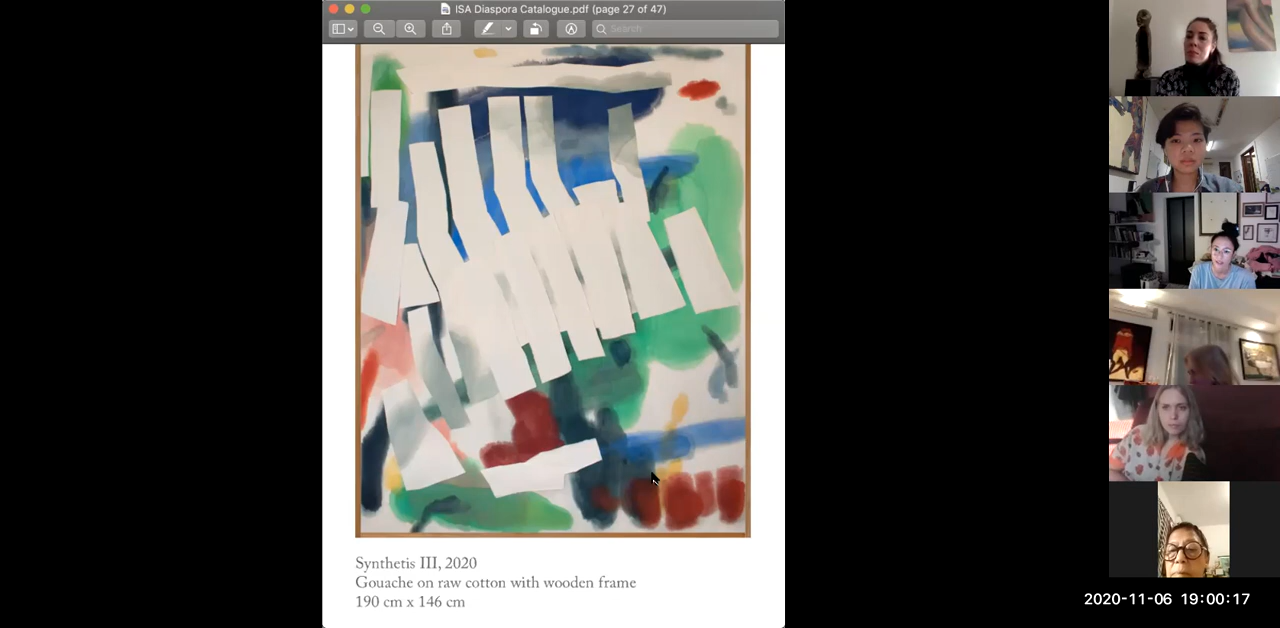 ISA Diaspora Catalogue.pdf (page 27 of 47)
Search
Synthetis III, 2020
Gouache on raw cotton with wooden frame
190 cm x 146 cm
2020-11-06 19:00:17